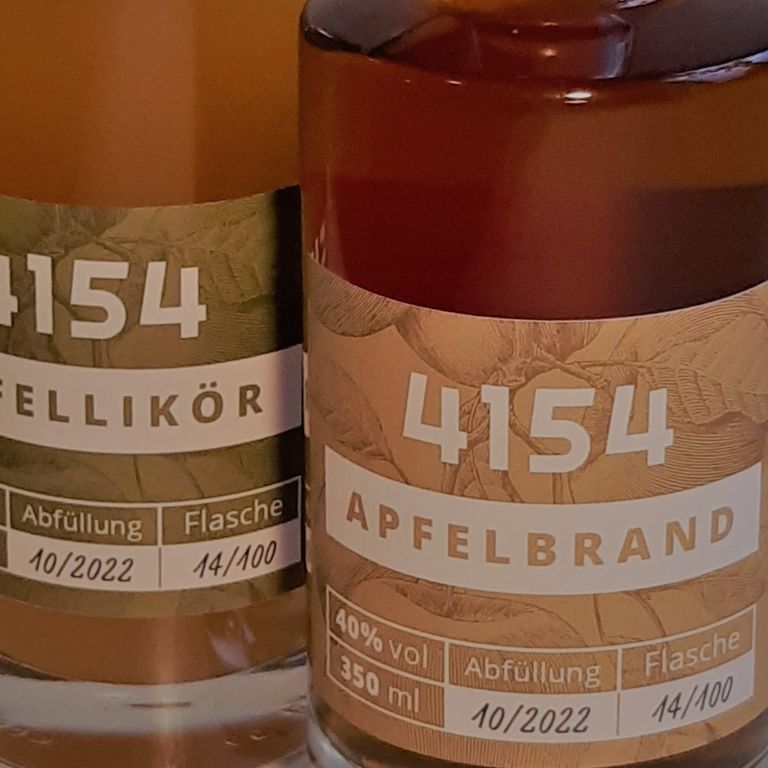 4154
FELLIKÖR
Abfüllung
Flasche
10/2022
14/100
4154
APFELBRAND
40% vol
350 ml
Abfüllung
Flasche
10/2022
14/100